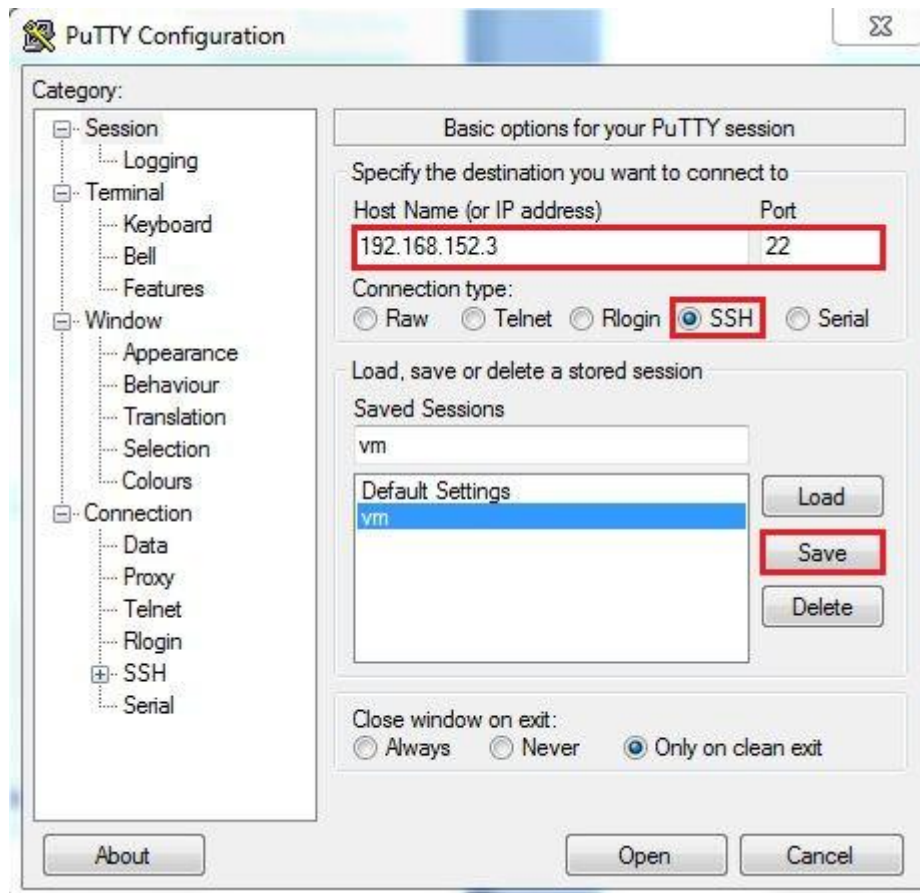 PuTTY Configuration
Category:
Session
Logging
Terminal
Keyboard
Bell
Features
Window
Appearance
Behaviour
Translation
Selection
Colours
Connection
Data
Proxy
Telnet
Rlogin
SSH
Serial
Basic options for your PuTTY session
Specify the destination you want to connect to
Host Name (or IP address) Port
192.168.152.3 22
Connection type:
Raw Telnet Rlogin SSH Serial
Load, save or delete a stored session
Saved Sessions
vm
Default Settings
vm
Load
Save
Delete
Close window on exit:
Always Never Only on clean exit
About Open Cancel